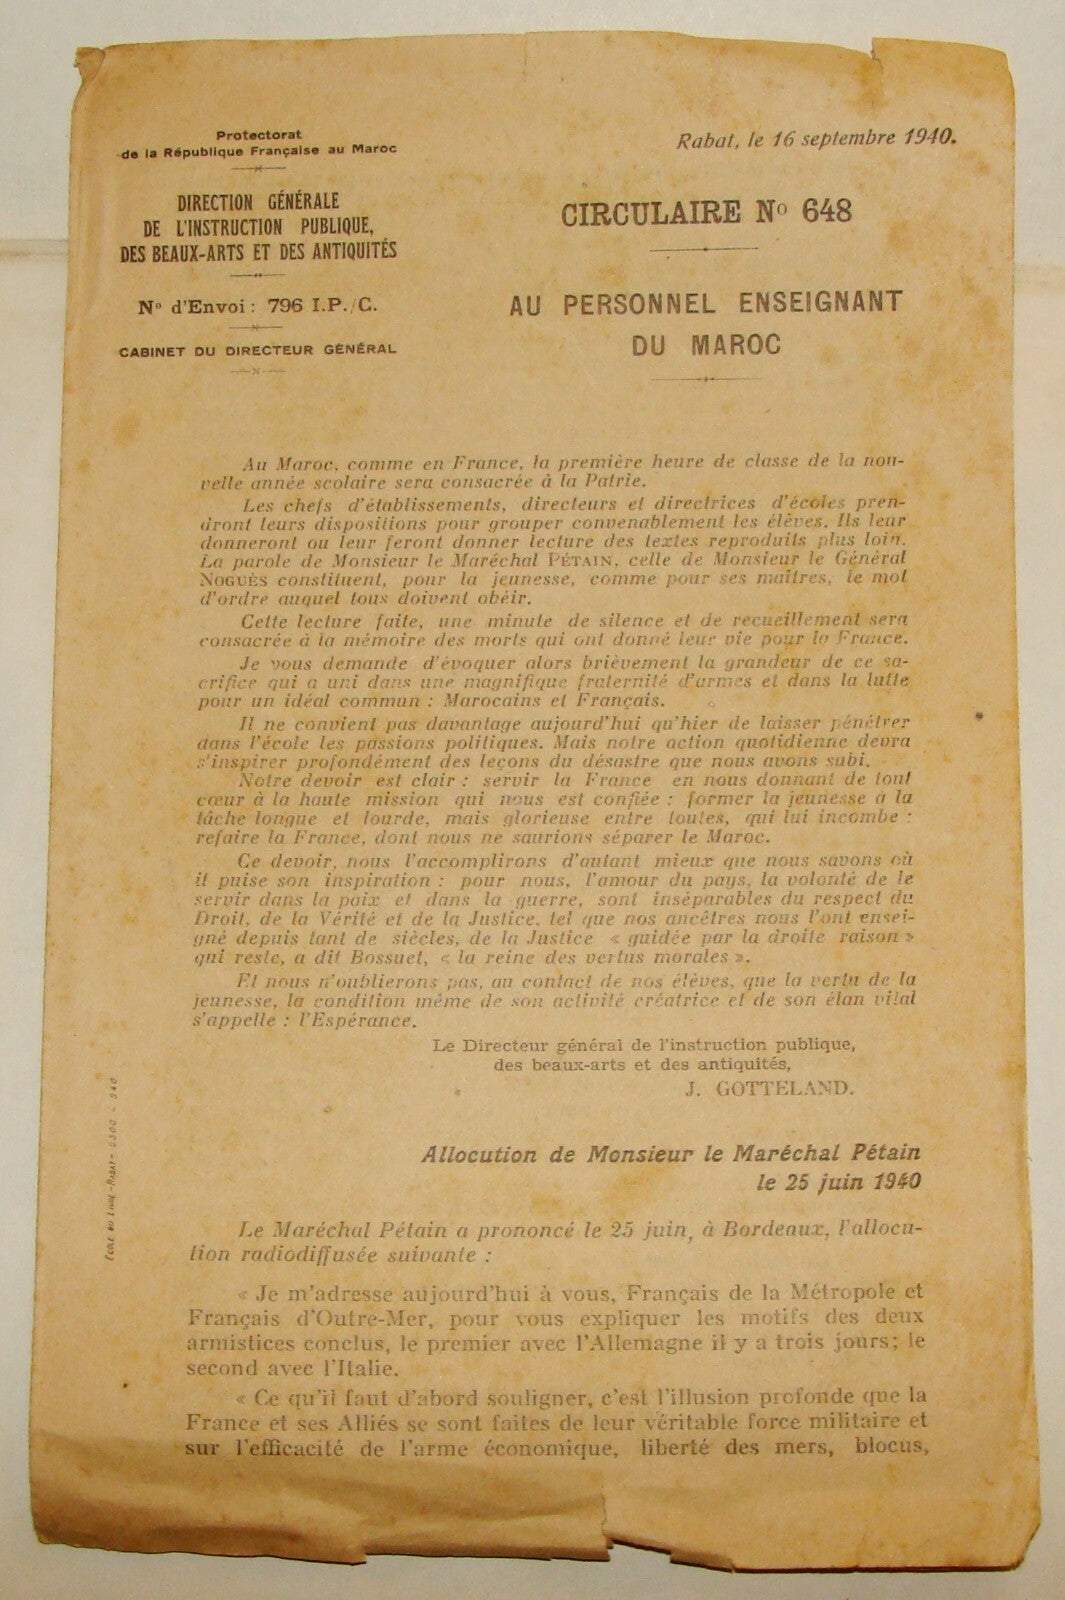 Protectorat
de la République Française au Maroc
DIRECTION GÉNÉRALE
DE L'INSTRUCTION PUBLIQUE,
DES BEAUX-ARTS ET DES ANTIQUITÉS
No d'Envoi : 796 I.P./C.
CABINET DU DIRECTEUR GÉNÉRAL
Rabat, le 16 septembre 1940.
CIRCULAIRE No 648
AU PERSONNEL ENSEIGNANT
DU MAROC
Au Maroc, comme en France, la première heure de classe de la nou-
velle année scolaire sera consacrée à la Patrie.
Les chefs d'établissements, directeurs et directrices d'écoles pren-
dront leurs dispositions pour grouper convenablement les élèves. Ils leur
donneront ou leur feront donner lecture des textes reproduits plus loin.
La parole de Monsieur le Maréchal PÉTAIN, celle de Monsieur le Général
NOGUÈS constituent, pour la jeunesse, comme pour ses maîtres, le mot
d'ordre auquel tous doivent obéir.
Cette lecture faite, une minute de silence et de recueillement sera
consacrée à la mémoire des morts qui ont donné leur vie pour la France.
Je vous demande d'évoquer alors brièvement la grandeur de ce sa-
crifice qui a uni dans une magnifique fraternité d'armes et dans la lutte
pour un idéal commun : Marocains et Français.
Il ne convient pas davantage aujourd'hui qu'hier de laisser pénétrer
dans l'école les passions politiques. Mais notre action quotidienne devra
s'inspirer profondément des leçons du désastre que nous avons subi.
Notre devoir est clair : servir la France en nous donnant de tout
cœur à la haute mission qui nous est confiée : former la jeunesse à la
tâche longue et lourde, mais glorieuse entre toutes, qui lui incombe :
refaire la France, dont nous ne saurions séparer le Maroc.
Ce devoir, nous l'accomplirons d'autant mieux que nous savons où
il puise son inspiration : pour nous, l'amour du pays, la volonté de le
servir dans la paix et dans la guerre, sont inséparables du respect du
Droit, de la Vérité et de la Justice, tel que nos ancêtres nous l'ont ensei-
gné depuis tant de siècles, de la Justice « guidée par la droite raison »
qui reste, a dit Bossuet, « la reine des vertus morales ».
Et nous n'oublierons pas, au contact de nos élèves, que la vertu de la
jeunesse, la condition même de son activité créatrice et de son élan vital
s'appelle : l'Espérance.
Le Directeur général de l'instruction publique,
des beaux-arts et des antiquités,
J. GOTTELAND.
ECOLE DU LIVRE - RABAT - 2300 - 940
Allocution de Monsieur le Maréchal Pétain
le 25 juin 1940
Le Maréchal Pétain a prononcé le 25 juin, à Bordeaux, l'allocu-
tion radiodiffusée suivante :
« Je m'adresse aujourd'hui à vous, Français de la Métropole et
Français d'Outre-Mer, pour vous expliquer les motifs des deux
armistices conclus, le premier avec l'Allemagne il y a trois jours; le
second avec l'Italie.
« Ce qu'il faut d'abord souligner, c'est l'illusion profonde que la
France et ses Alliés se sont faites de leur véritable force militaire et
sur l'efficacité de l'arme économique, liberté des mers, blocus,